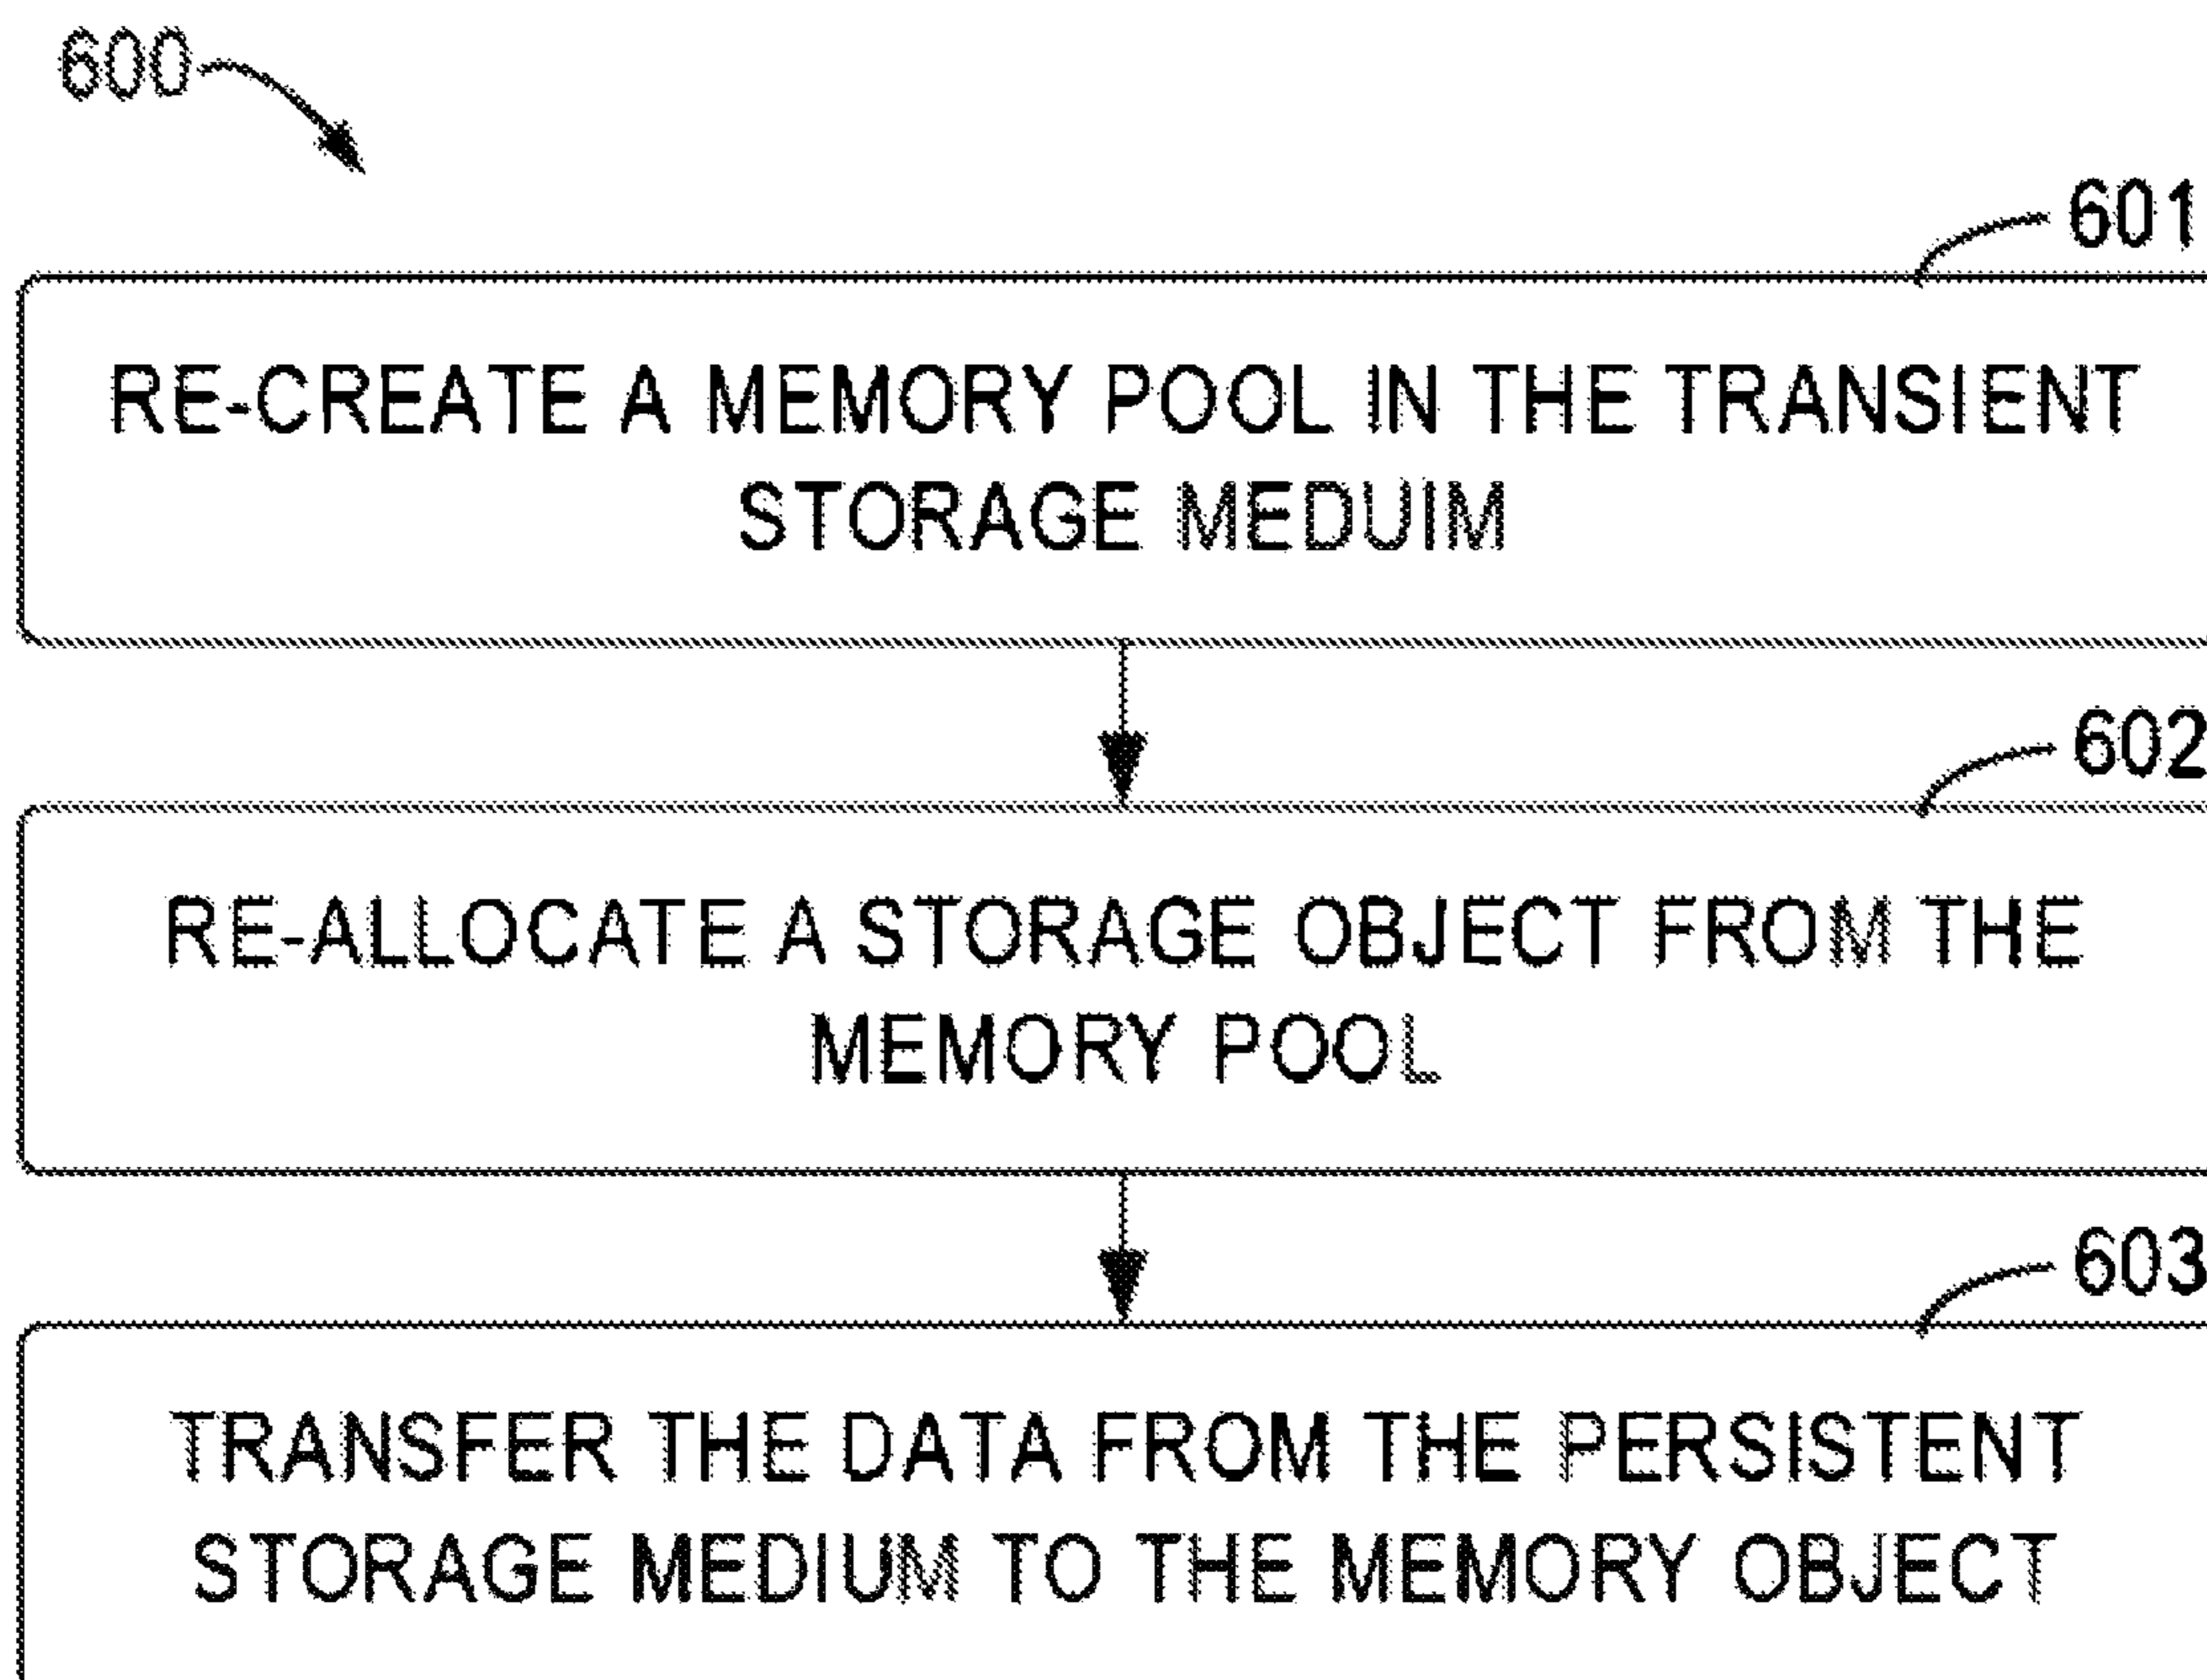 600
601
RE-CREATE A MEMORY POOL IN THE TRANSIENT
STORAGE MEDUIM
602
RE-ALLOCATE A STORAGE OBJECT FROM THE
MEMORY POOL
603
TRANSFER THE DATA FROM THE PERSISTENT
STORAGE MEDIUM TO THE MEMORY OBJECT